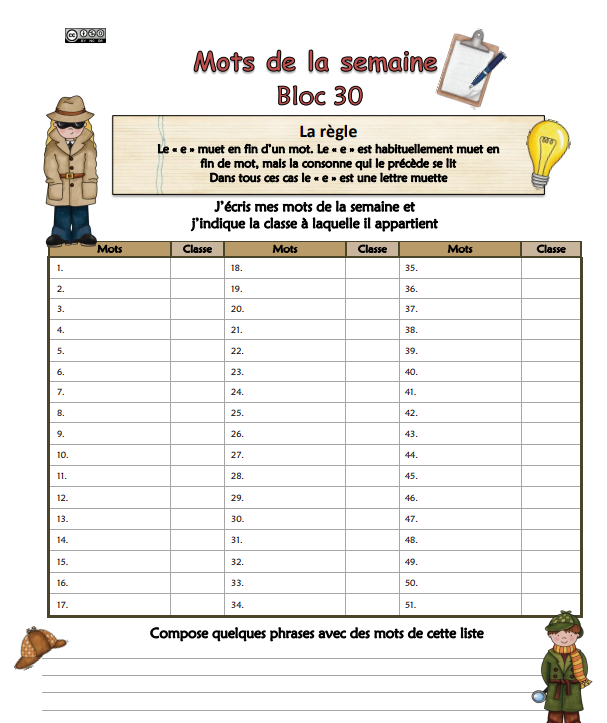 BY NC SA
Mots de la semaine
Bloc 30
La règle
Le « e » muet en fin d'un mot. Le « e » est habituellement muet en
fin de mot, mais la consonne qui le précède se lit
Dans tous ces cas le « e » est une lettre muette
J'écris mes mots de la semaine et
j'indique la classe à laquelle il appartient
Mots Classe Mots Classe Mots Classe
1. 18. 35.
2. 19. 36.
3. 20. 37.
4. 21. 38.
5. 22. 39.
6. 23. 40.
7. 24. 41.
8. 25. 42.
9. 26. 43.
10. 27. 44.
11. 28. 45.
12. 29. 46.
13. 30. 47.
14. 31. 48.
15. 32. 49.
16. 33. 50.
17. 34. 51.
Compose quelques phrases avec des mots de cette liste